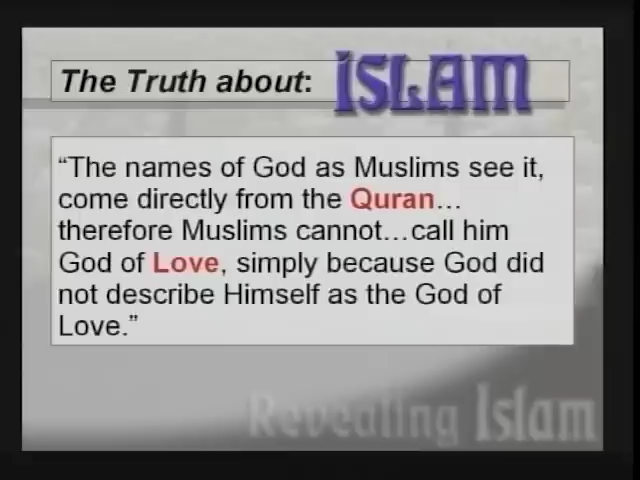 The Truth about: İSLAM
“The names of God as Muslims see it,
come directly from the Quran…
therefore Muslims cannot…call him
God of Love, simply because God did
not describe Himself as the God of
Love.”
Revealing Islam